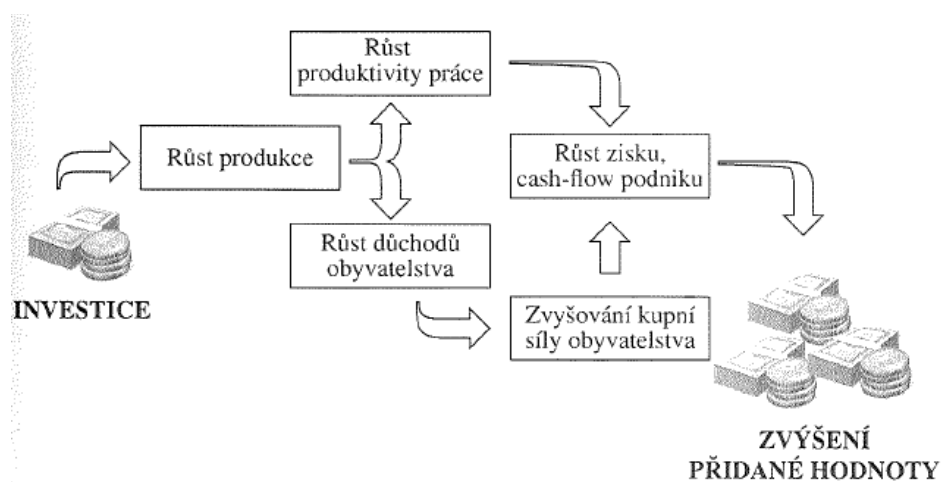 Růst
produktivity práce
Růst produkce
Růst zisku,
cash-flow podniku
Růst důchodů
obyvatelstva
INVESTICE
Zvyšování kupní
síly obyvatelstva
ZVÝŠENÍ
PŘIDANÉ HODNOTY